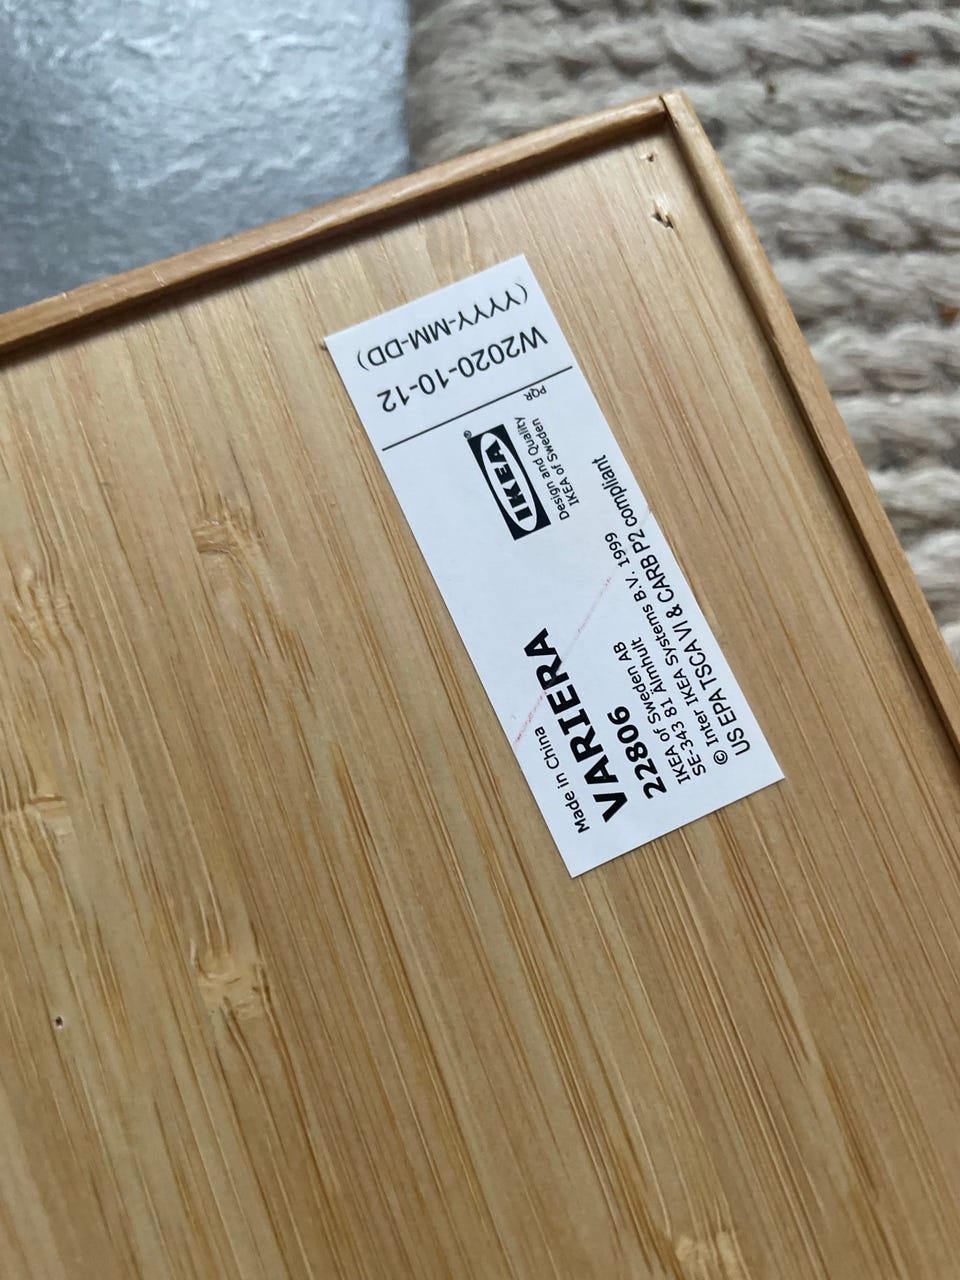 Made in China
VARIERA
22806
IKEA of Sweden AB
SE-343 81 Älmhult
© Inter IKEA Systems B.V. 1999
US EPA TSCA VI & CARB P2 compliant
IKEA®
Design and Quality
IKEA of Sweden
PQR
W2020-10-12
(YYYY-MM-DD)